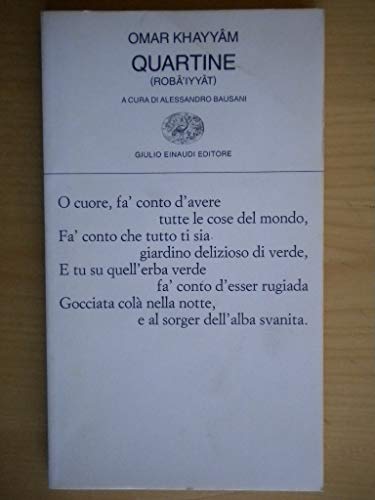 OMAR KHAYYÂM
QUARTINE
(ROBÂ'IYYÂT)
A CURA DI ALESSANDRO BAUSANI
GIULIO EINAUDI EDITORE
O cuore, fa' conto d'avere
tutte le cose del mondo,
Fa' conto che tutto ti sia
giardino delizioso di verde,
E tu su quell'erba verde
fa' conto d'esser rugiada
Gocciata colà nella notte,
e al sorger dell'alba svanita.